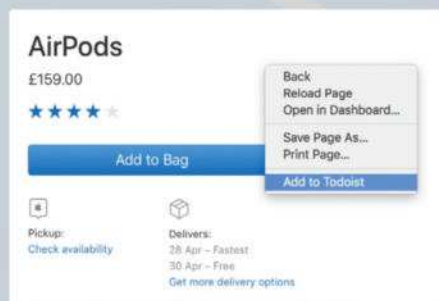 AirPods
£159.00
Add to Bag
Pickup:
Check availability
Delivers:
28 Apr – Fastest
30 Apr – Free
Get more delivery options
Back
Reload Page
Open in Dashboard...
Save Page As...
Print Page...
Add to Todoist